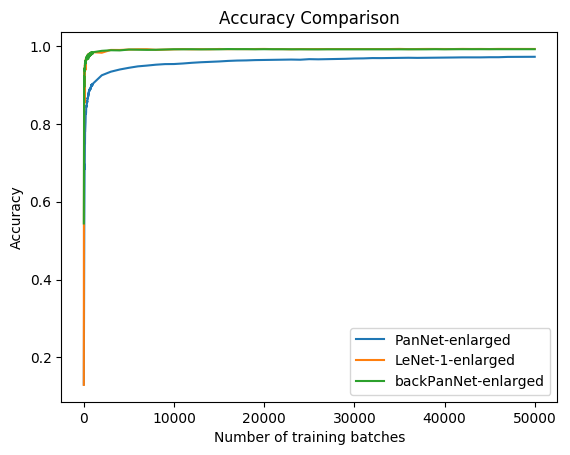 Accuracy Comparison
1.0
0.8
0.6
0.4
0.2
Accuracy
PanNet-enlarged
LeNet-1-enlarged
backPanNet-enlarged
0 10000 20000 30000 40000 50000
Number of training batches